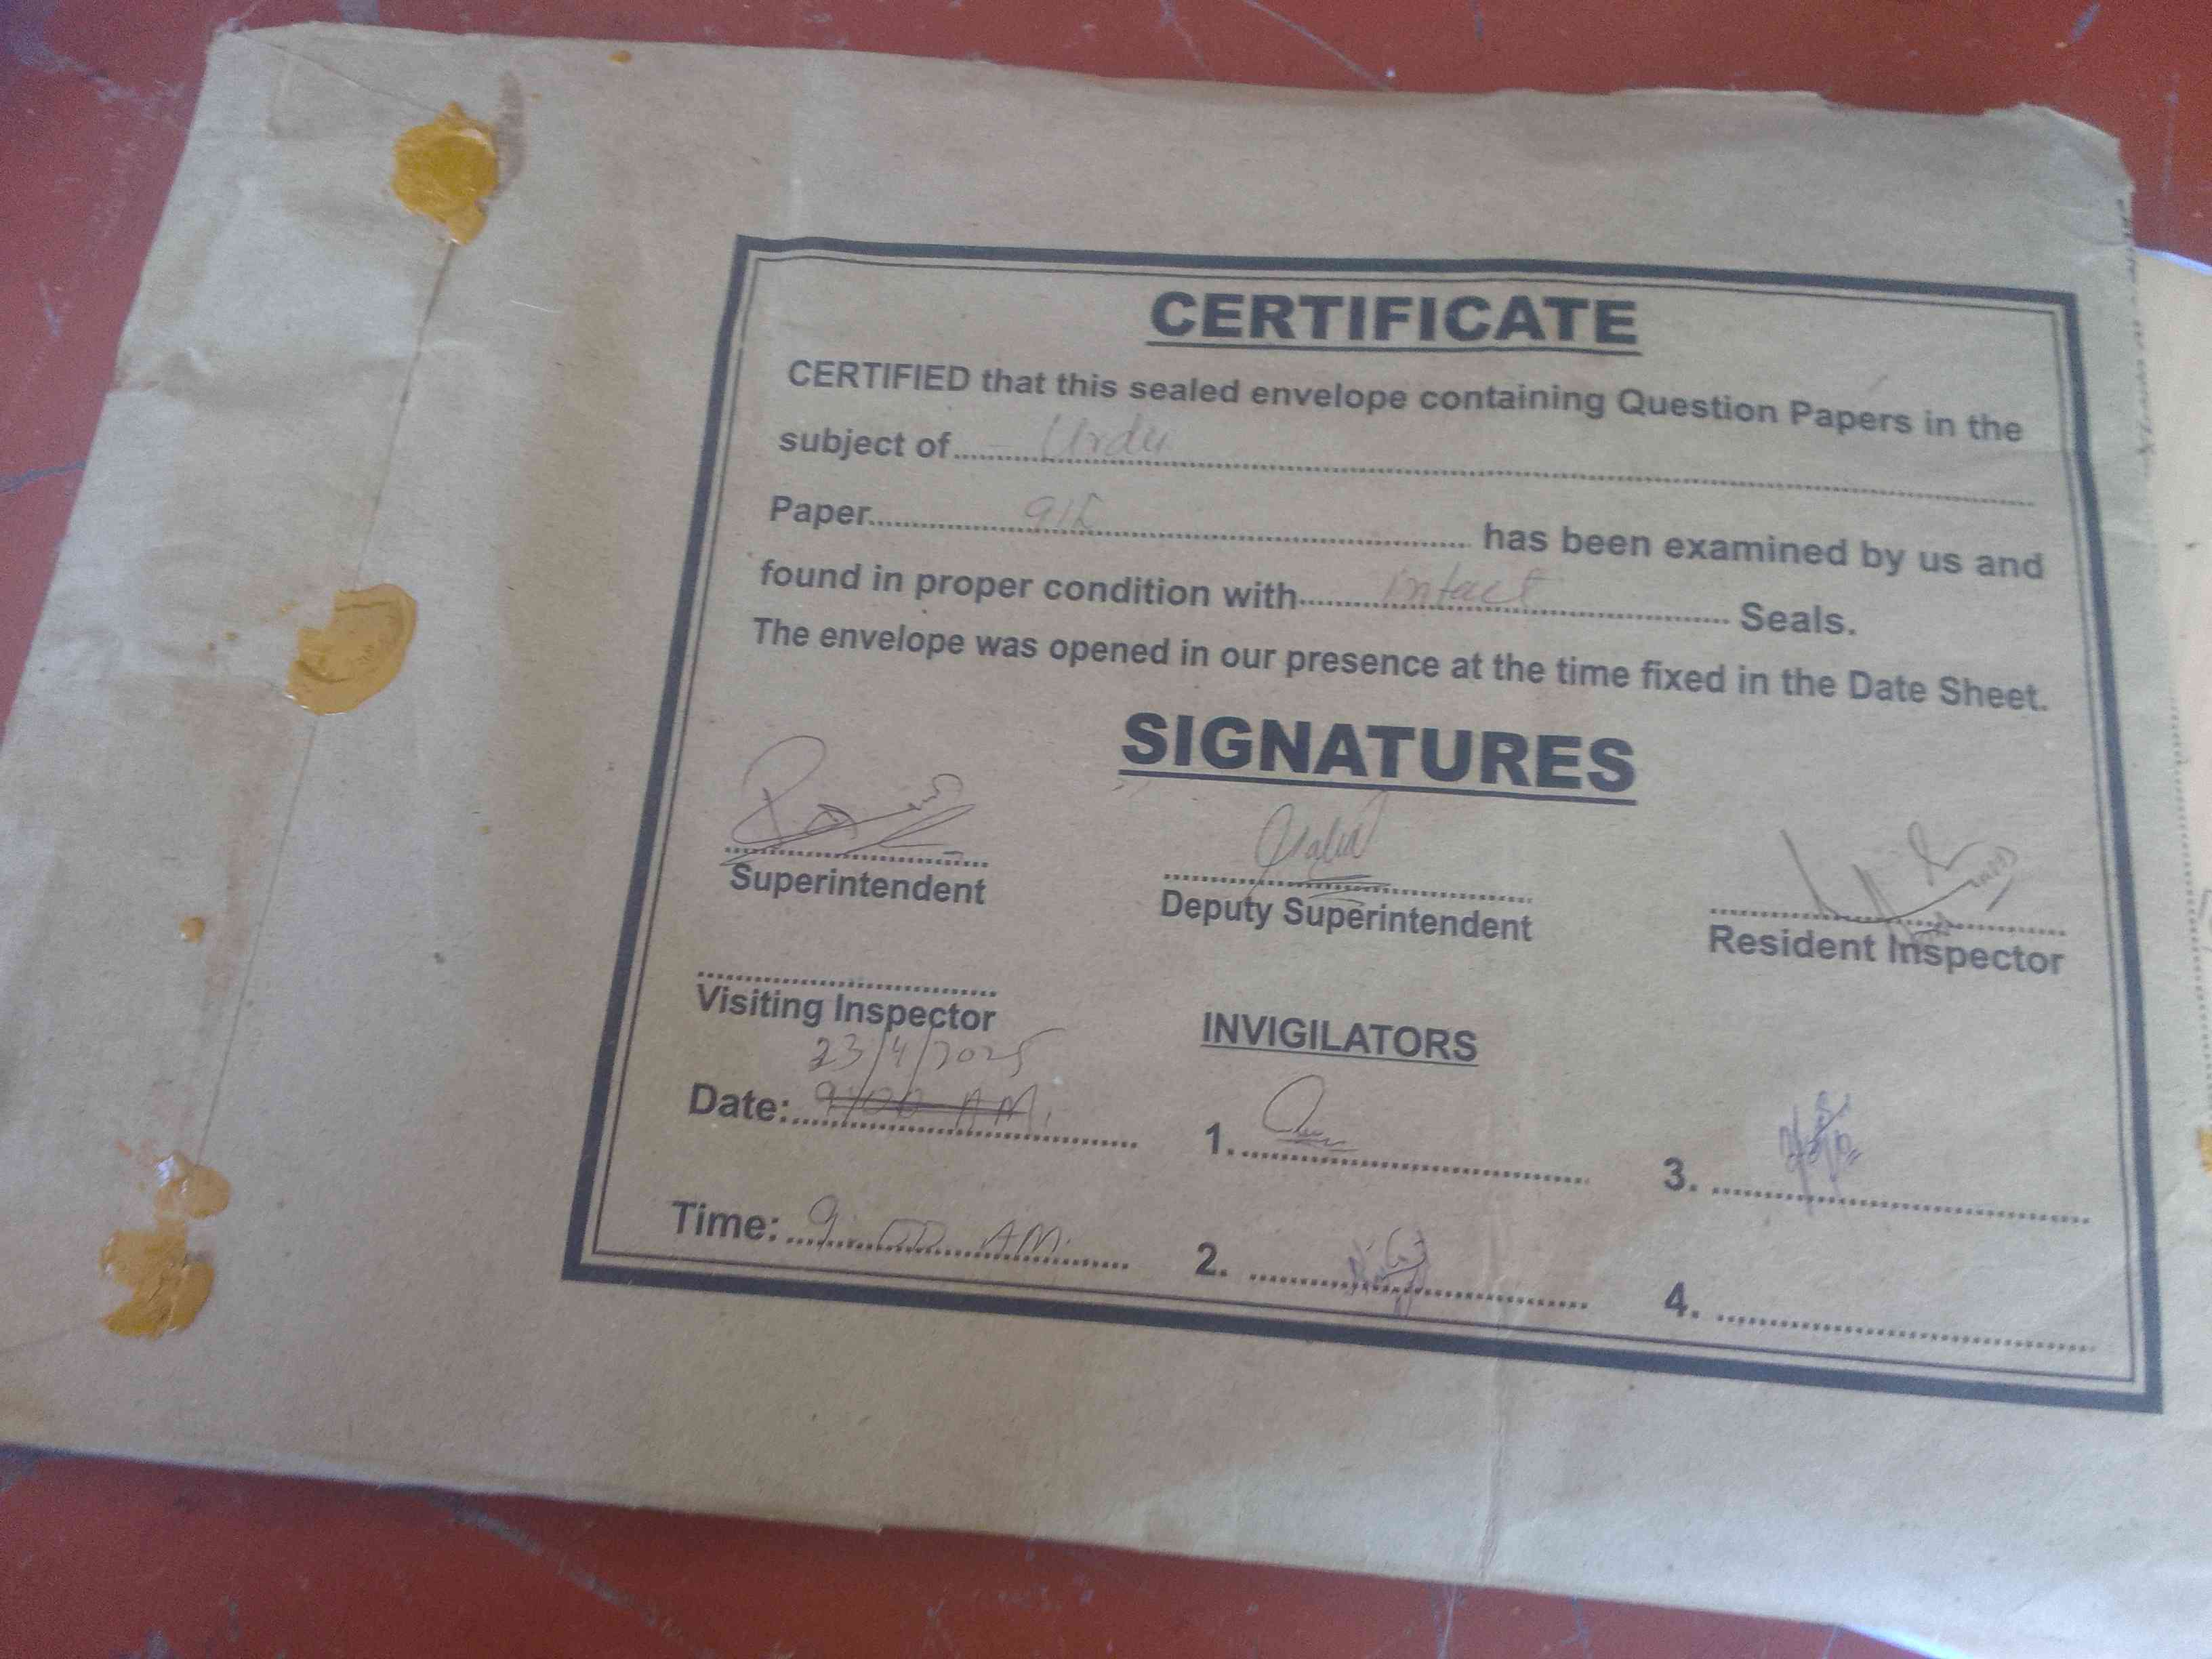 CERTIFICATE
CERTIFIED that this sealed envelope containing Question Papers in the
subject of.....– Urdu
Paper.....9th..... has been examined by us and
found in proper condition with.....intact..... Seals.
The envelope was opened in our presence at the time fixed in the Date Sheet.
SIGNATURES
Superintendent
Deputy Superintendent
Resident Inspector
Visiting Inspector
INVIGILATORS
23/4/2025
Date: 9:00 AM.
1.
3.
Time: 9:00 AM.
2.
4.